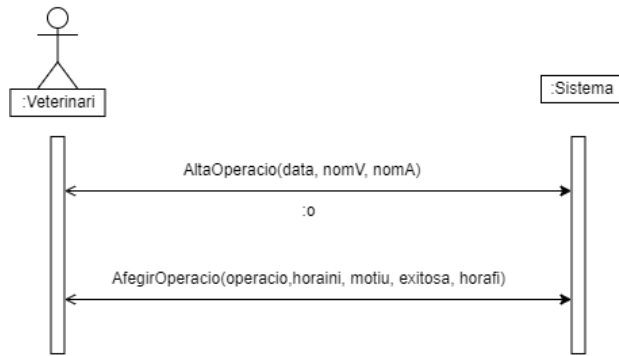 :Veterinari
:Sistema
AltaOperacio(data, nomV, nomA)
:o
AfegirOperacio(operacio,horaini, motiu, exitosa, horafi)